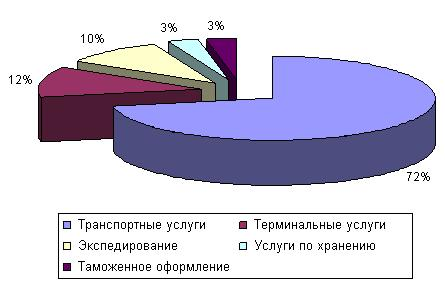 3%
3%
10%
12%
72%
Транспортные услуги
Терминальные услуги
Экспедирование
Услуги по хранению
Таможенное оформление